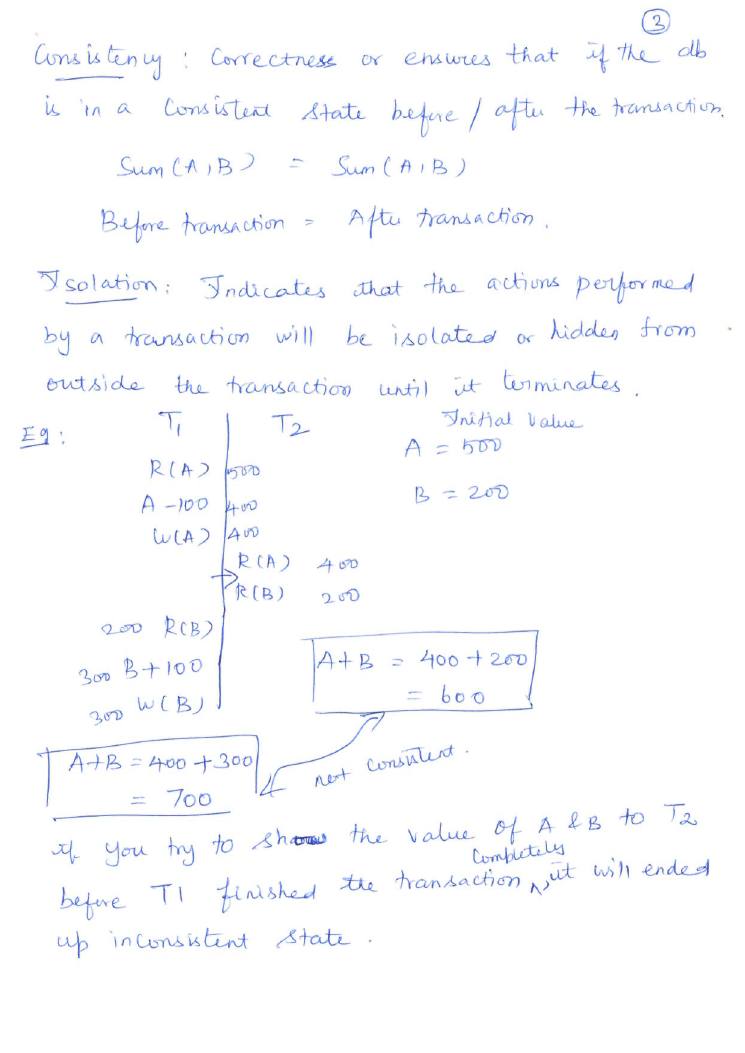 3
Consistency : Correctness or ensures that if the db
is in a Consistent state before / after the transaction.
Sum (A,B) = Sum (A,B)
Before transaction = After transaction.
Isolation : Indicates that the actions performed
by a transaction will be isolated or hidden from
outside the transaction until it terminates.
Eg : T1 T2 Initial Value
A = 500
R(A) 500
B = 200
A -100 400
W(A) 400
R(A) 400
R(B) 200
200 R(B)
300 B+100
300 W(B)
A+B = 400 + 200
= 600
A+B = 400 + 300
= 700
not consistent.
if you try to show the value of A & B to T2
before T1 finished the transaction completely, it will ended
up inconsistent state.